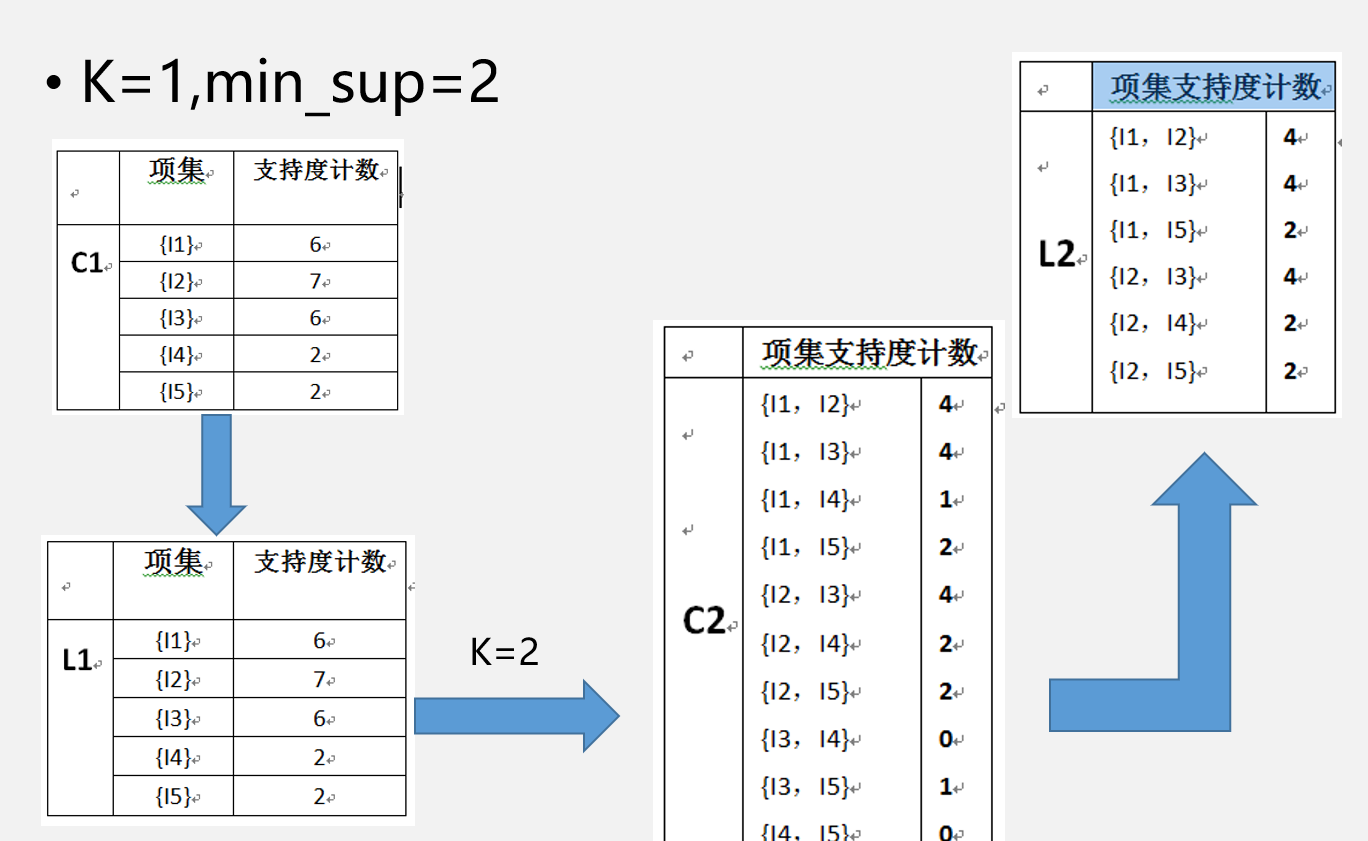 • K=1,min_sup=2
项集 支持度计数
C1
{I1} 6
{I2} 7
{I3} 6
{I4} 2
{I5} 2
项集 支持度计数
L1
{I1} 6
{I2} 7
{I3} 6
{I4} 2
{I5} 2
K=2
项集支持度计数
C2
{I1，I2} 4
{I1，I3} 4
{I1，I4} 1
{I1，I5} 2
{I2，I3} 4
{I2，I4} 2
{I2，I5} 2
{I3，I4} 0
{I3，I5} 1
{I4，I5} 0
项集支持度计数
L2
{I1，I2} 4
{I1，I3} 4
{I1，I5} 2
{I2，I3} 4
{I2，I4} 2
{I2，I5} 2